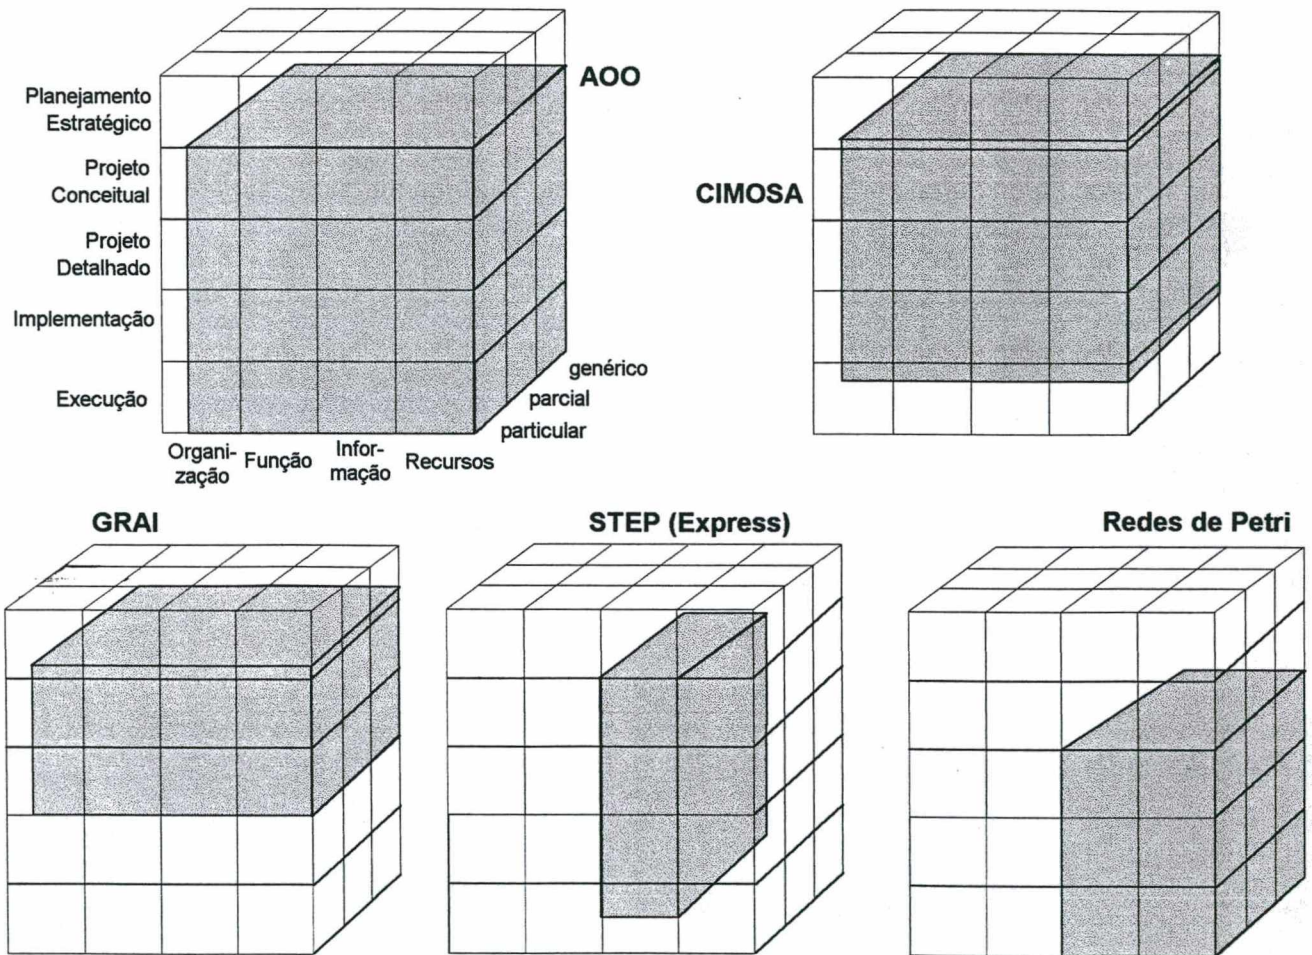 AOO
Planejamento
Estratégico
Projeto
Conceitual
Projeto
Detalhado
Implementação
Execução
genérico
parcial
particular
Organi-
zação
Função
Infor-
mação
Recursos
CIMOSA
GRAI
STEP (Express)
Redes de Petri